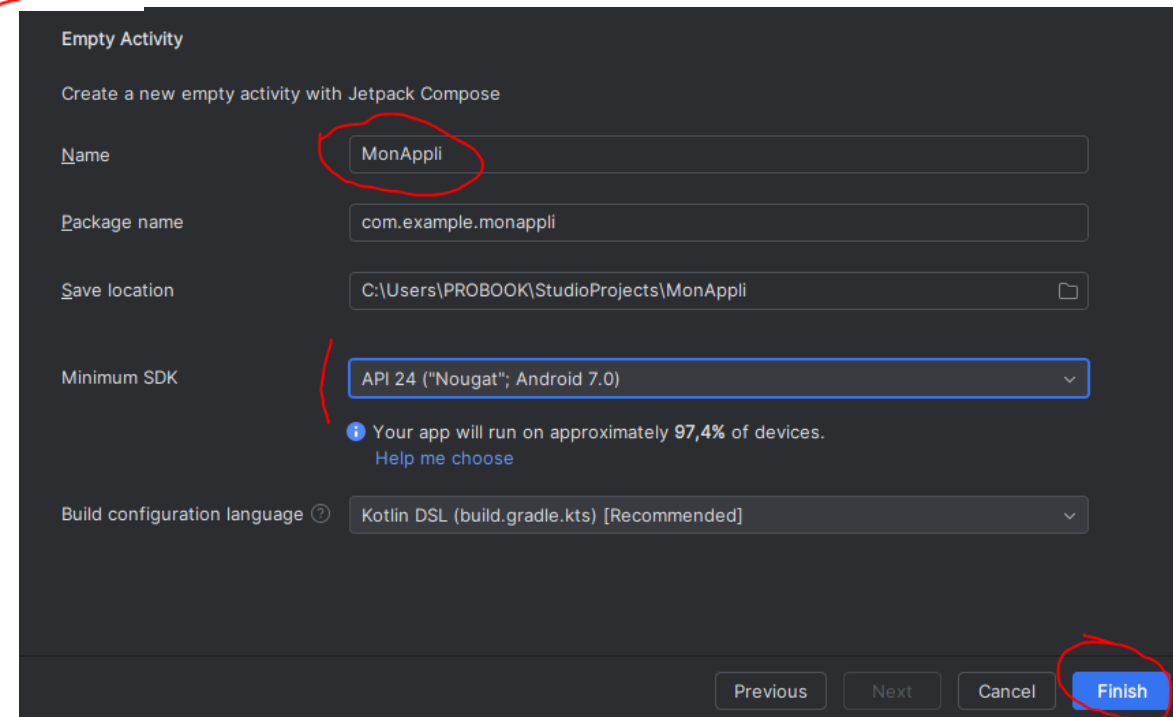 Empty Activity
Create a new empty activity with Jetpack Compose
Name MonAppli
Package name com.example.monappli
Save location C:\Users\PROBOOK\StudioProjects\MonAppli
Minimum SDK API 24 ("Nougat"; Android 7.0)
Your app will run on approximately 97,4% of devices.
Help me choose
Build configuration language Kotlin DSL (build.gradle.kts) [Recommended]
Previous Next Cancel Finish